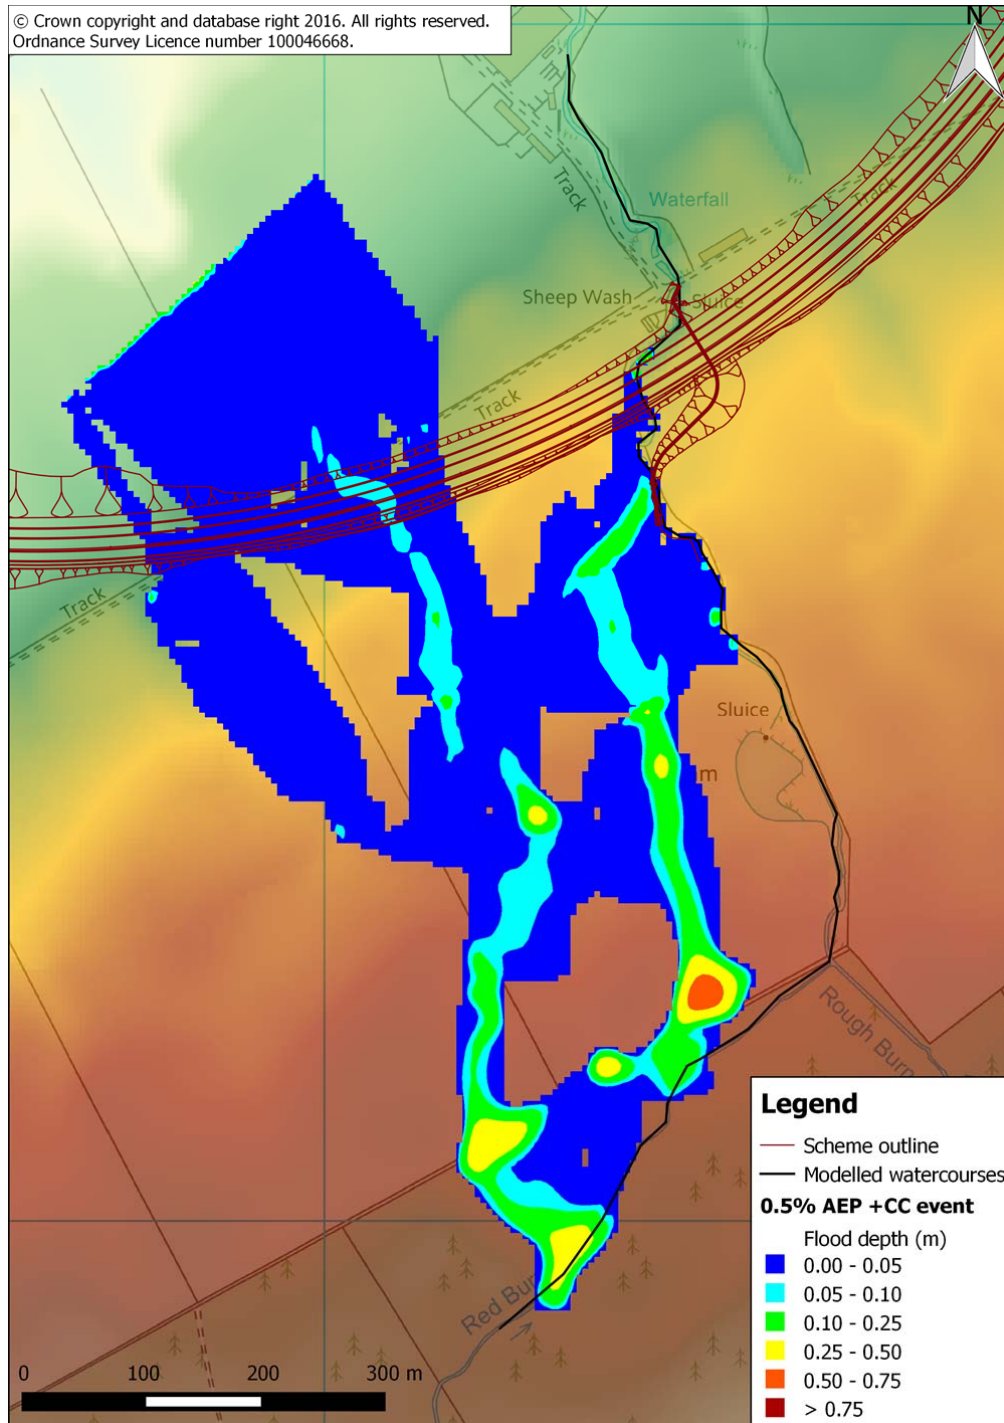 © Crown copyright and database right 2016. All rights reserved.
Ordnance Survey Licence number 100046668.
N
Track
Waterfall
Track
Sheep Wash
Sluice
Track
Track
Sluice
m
Rough Burn
Red Bur
Legend
Scheme outline
Modelled watercourses
0.5% AEP +CC event
Flood depth (m)
0.00 - 0.05
0.05 - 0.10
0.10 - 0.25
0.25 - 0.50
0.50 - 0.75
> 0.75
0 100 200 300 m